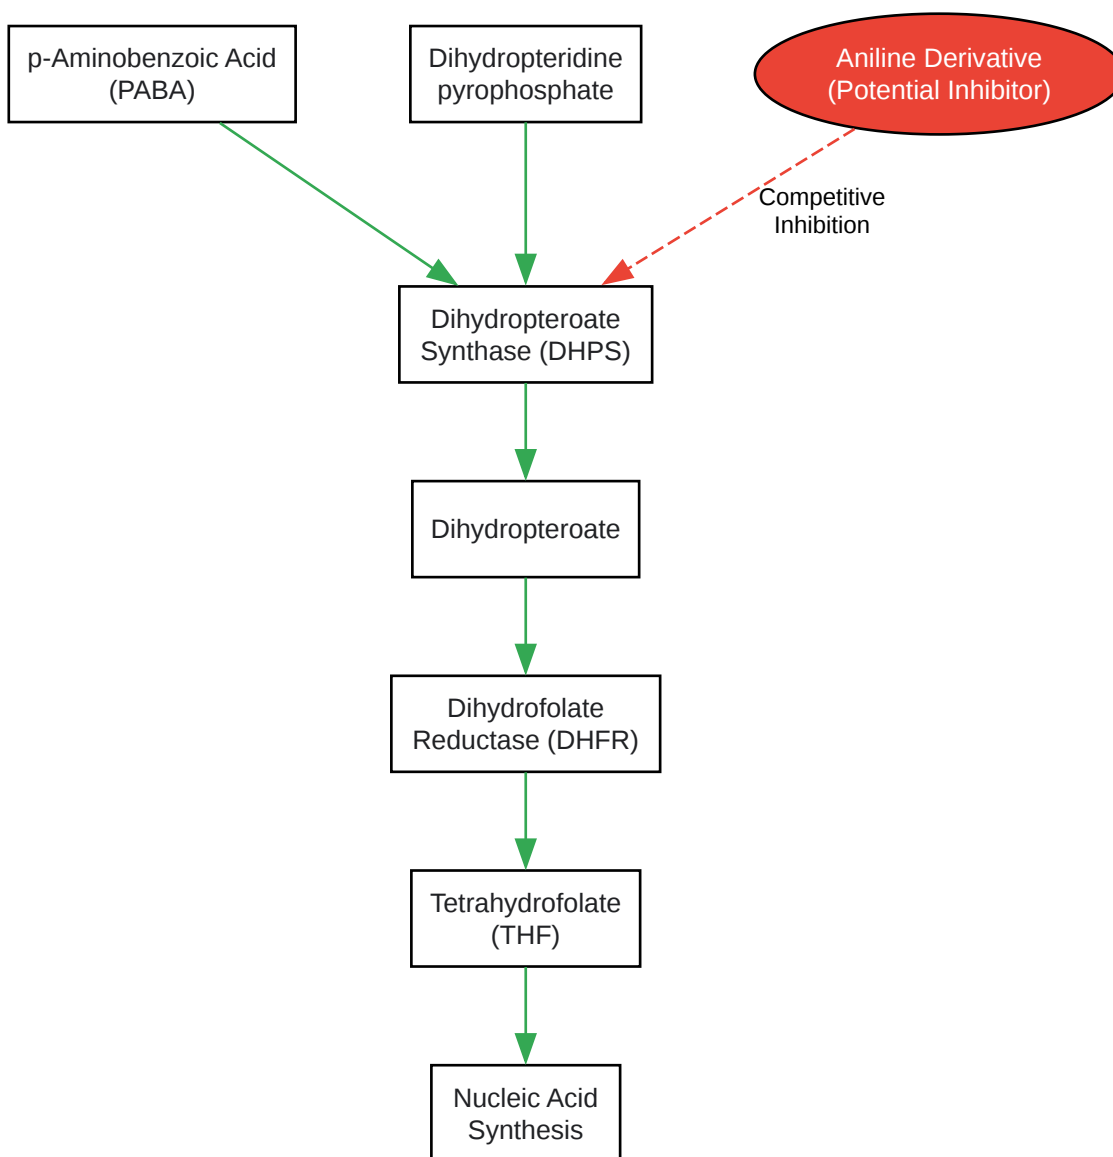 p-Aminobenzoic Acid
(PABA)
Dihydropteridine
pyrophosphate
Aniline Derivative
(Potential Inhibitor)
Competitive
Inhibition
Dihydropteroate
Synthase (DHPS)
Dihydropteroate
Dihydrofolate
Reductase (DHFR)
Tetrahydrofolate
(THF)
Nucleic Acid
Synthesis